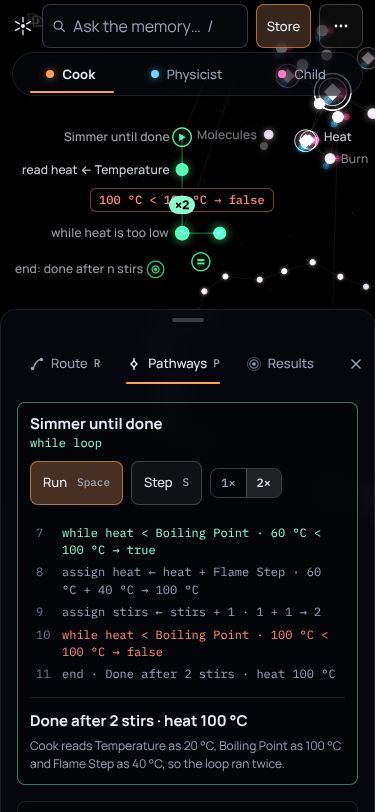 Ask the memory… /
Store
Cook
Physicist
Child
Simmer until done
Molecules
Heat
read heat ← Temperature
Burn
100 °C < 1 °C → false
×2
while heat is too low
end: done after n stirs
Route R
Pathways P
Results
Simmer until done
while loop
Run Space
Step S
1×
2×
7 while heat < Boiling Point · 60 °C <
100 °C → true
8 assign heat ← heat + Flame Step · 60
°C + 40 °C → 100 °C
9 assign stirs ← stirs + 1 · 1 + 1 → 2
10 while heat < Boiling Point · 100 °C <
100 °C → false
11 end · Done after 2 stirs · heat 100 °C
Done after 2 stirs · heat 100 °C
Cook reads Temperature as 20 °C, Boiling Point as 100 °C
and Flame Step as 40 °C, so the loop ran twice.